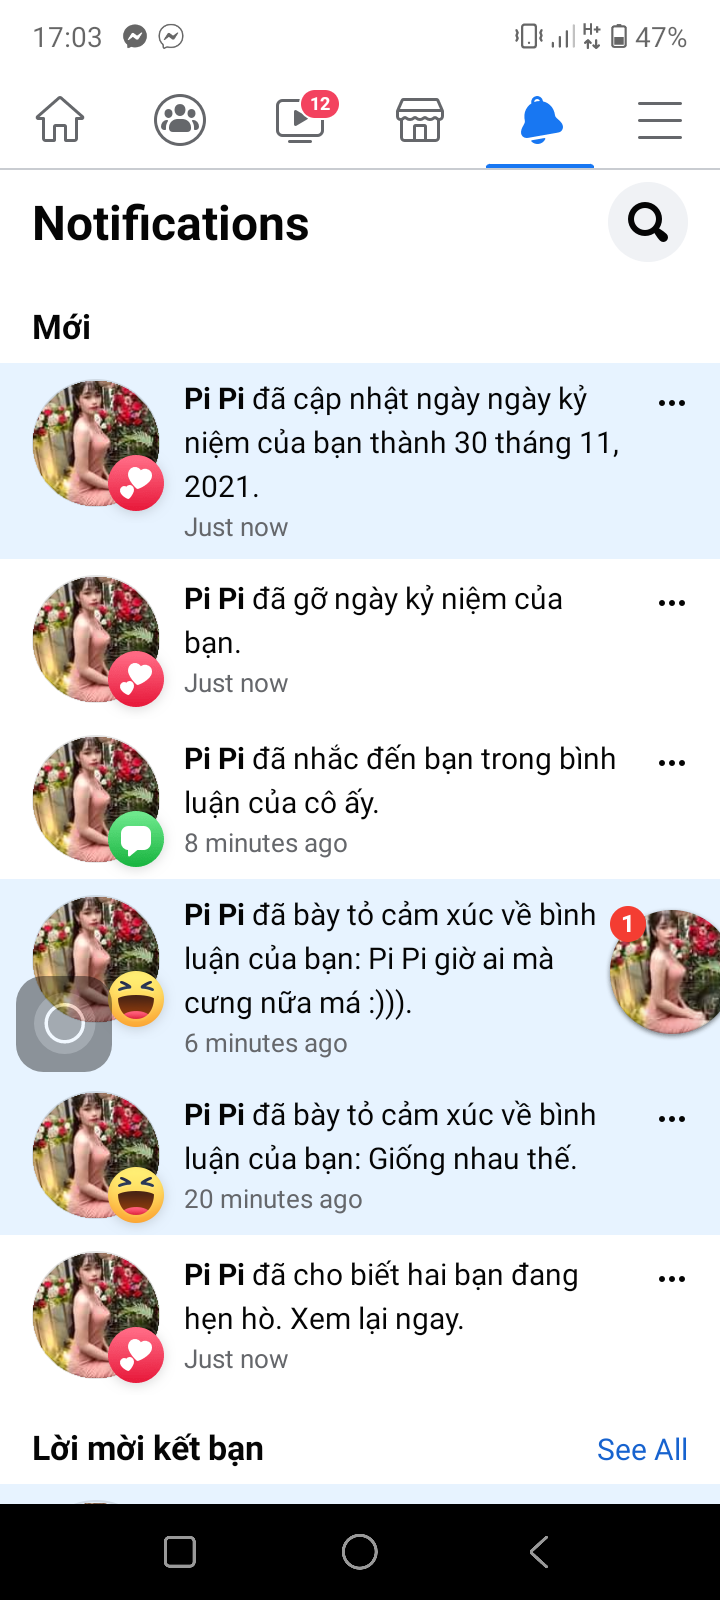 17:03
H+
47%
12
Notifications
Mới
Pi Pi đã cập nhật ngày ngày kỷ
niệm của bạn thành 30 tháng 11,
2021.
Just now
Pi Pi đã gỡ ngày kỷ niệm của
bạn.
Just now
Pi Pi đã nhắc đến bạn trong bình
luận của cô ấy.
8 minutes ago
Pi Pi đã bày tỏ cảm xúc về bình
luận của bạn: Pi Pi giờ ai mà
cưng nữa má :))).
6 minutes ago
1
Pi Pi đã bày tỏ cảm xúc về bình
luận của bạn: Giống nhau thế.
20 minutes ago
Pi Pi đã cho biết hai bạn đang
hẹn hò. Xem lại ngay.
Just now
Lời mời kết bạn
See All